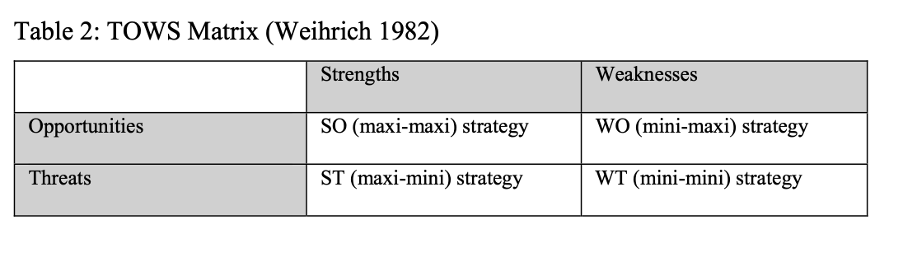 Table 2: TOWS Matrix (Weihrich 1982)
Strengths Weaknesses
Opportunities SO (maxi-maxi) strategy WO (mini-maxi) strategy
Threats ST (maxi-mini) strategy WT (mini-mini) strategy